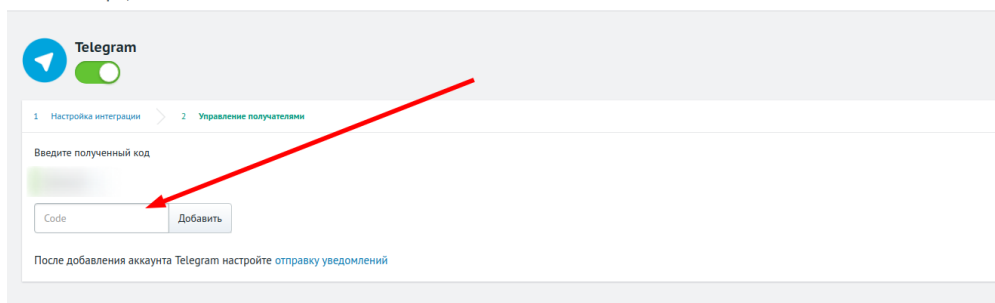 Telegram
1 Настройка интеграции 2 Управление получателями
Введите полученный код
Code Добавить
После добавления аккаунта Telegram настройте отправку уведомлений